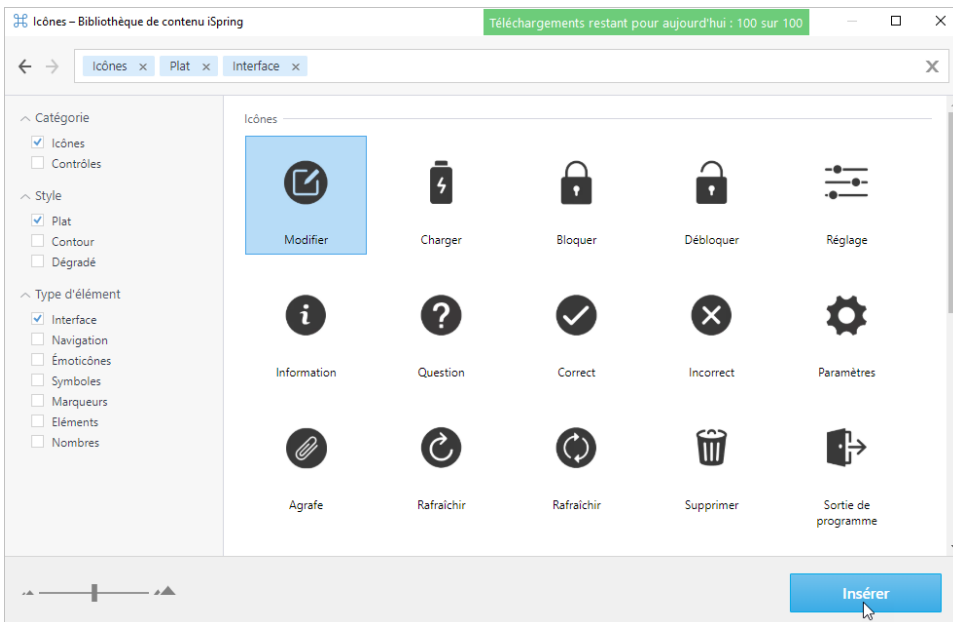 Icônes – Bibliothèque de contenu iSpring
Téléchargements restant pour aujourd'hui : 100 sur 100
Icônes Plat Interface
Catégorie
Icônes
Contrôles
Style
Plat
Contour
Dégradé
Type d'élément
Interface
Navigation
Émoticônes
Symboles
Marqueurs
Eléments
Nombres
Icônes
Modifier Charger Bloquer Débloquer Réglage
Information Question Correct Incorrect Paramètres
Agrafe Rafraîchir Rafraîchir Supprimer Sortie de
programme
Insérer